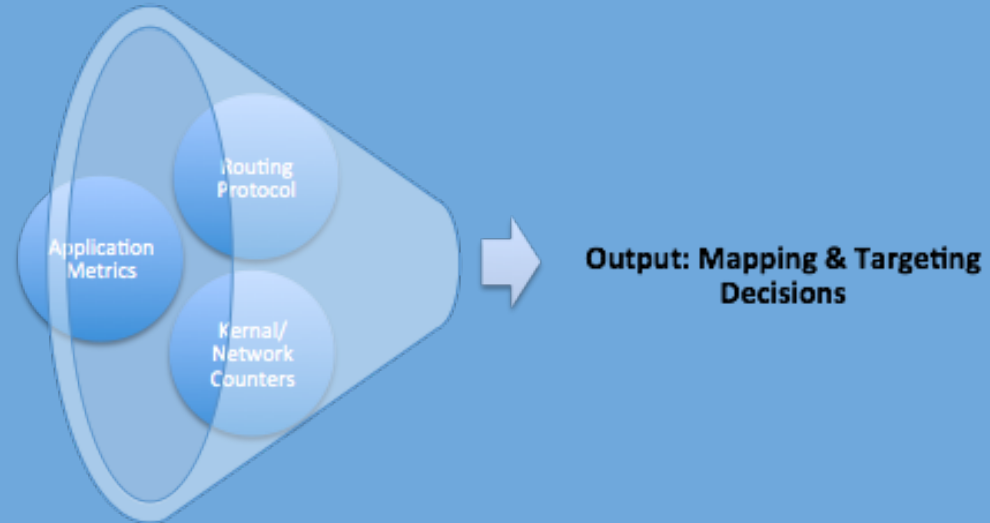 Routing
Protocol
Application
Metrics
Kernal/
Network
Counters
Output: Mapping & Targeting
Decisions